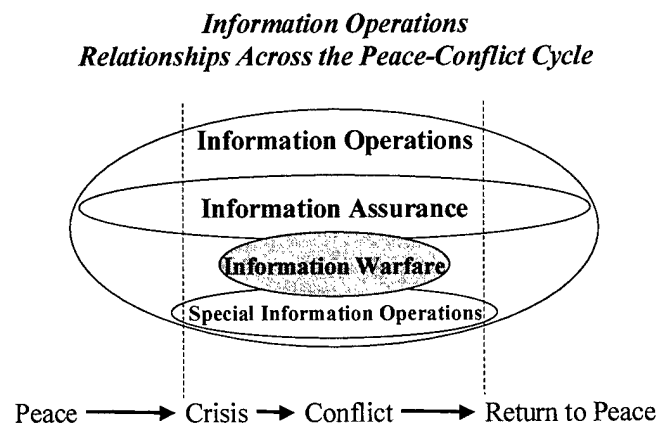 Information Operations
Relationships Across the Peace-Conflict Cycle
Information Operations
Information Assurance
Information Warfare
Special Information Operations
Peace Crisis Conflict Return to Peace